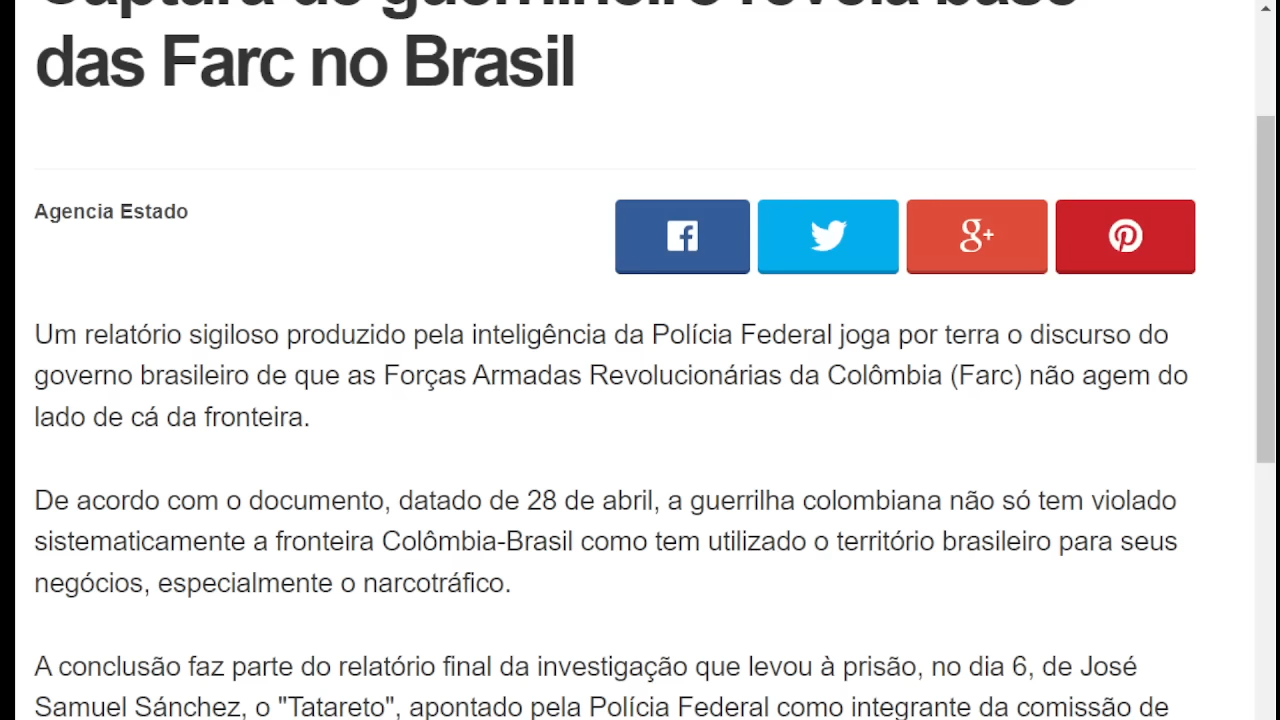 Captura de guerrilheiro revela base
das Farc no Brasil
Agencia Estado
g+
Um relatório sigiloso produzido pela inteligência da Polícia Federal joga por terra o discurso do
governo brasileiro de que as Forças Armadas Revolucionárias da Colômbia (Farc) não agem do
lado de cá da fronteira.
De acordo com o documento, datado de 28 de abril, a guerrilha colombiana não só tem violado
sistematicamente a fronteira Colômbia-Brasil como tem utilizado o território brasileiro para seus
negócios, especialmente o narcotráfico.
A conclusão faz parte do relatório final da investigação que levou à prisão, no dia 6, de José
Samuel Sánchez, o "Tatareto", apontado pela Polícia Federal como integrante da comissão de